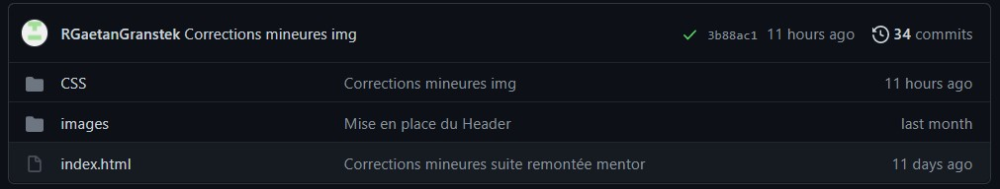 RGaetanGranstek Corrections mineures img 3b88ac1 11 hours ago 34 commits
CSS Corrections mineures img 11 hours ago
images Mise en place du Header last month
index.html Corrections mineures suite remontée mentor 11 days ago